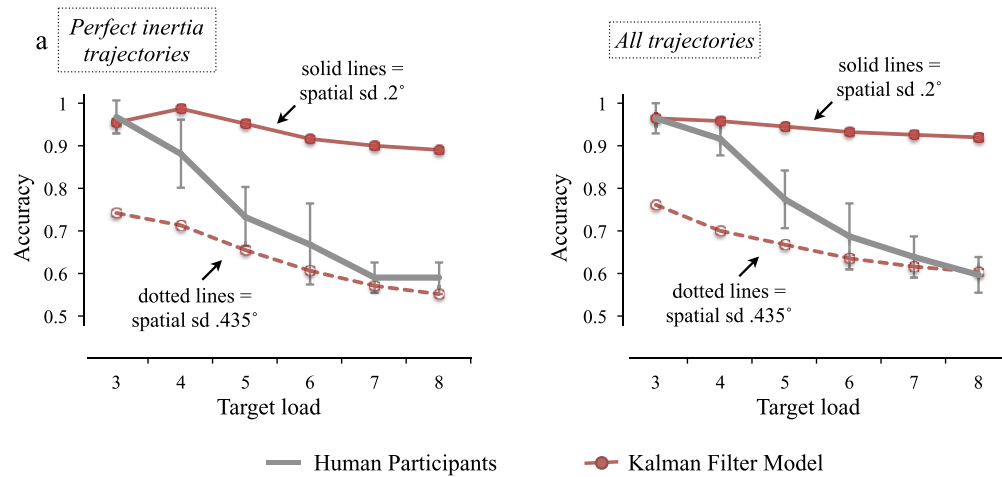 a
Perfect inertia
trajectories
solid lines =
spatial sd .2˚
1
0.9
0.8
0.7
0.6
0.5
Accuracy
dotted lines =
spatial sd .435˚
3 4 5 6 7 8
Target load
All trajectories
solid lines =
spatial sd .2˚
1
0.9
0.8
0.7
0.6
0.5
Accuracy
dotted lines =
spatial sd .435˚
3 4 5 6 7 8
Target load
Human Participants
Kalman Filter Model